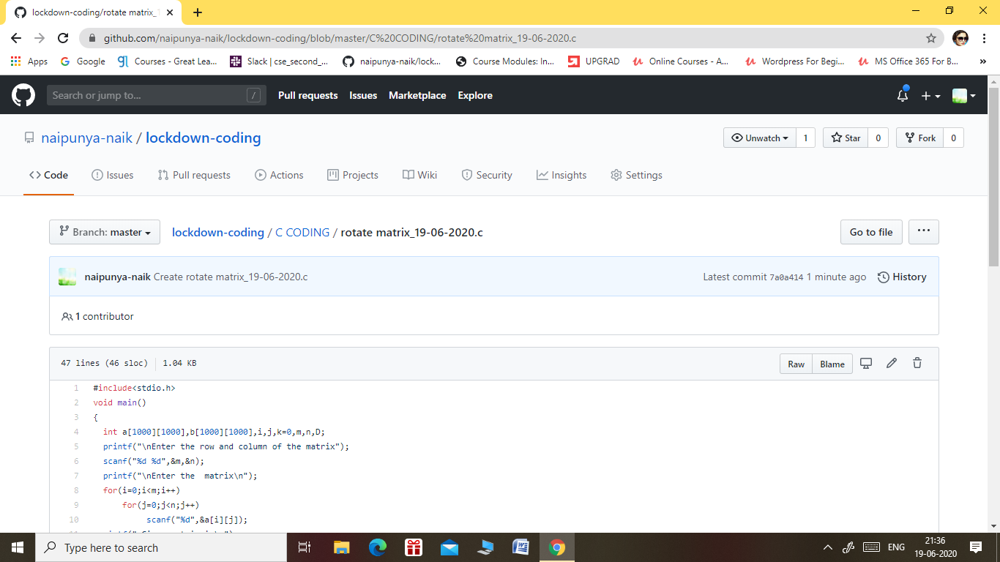 lockdown-coding/rotate matrix_1
github.com/naipunya-naik/lockdown-coding/blob/master/C%20CODING/rotate%20matrix_19-06-2020.c
Apps Google Courses - Great Lea... Slack | cse_second_... naipunya-naik/lock... Course Modules: In... UPGRAD Online Courses - A... Wordpress For Begi... MS Office 365 For B... »
Search or jump to... / Pull requests Issues Marketplace Explore
naipunya-naik / lockdown-coding Unwatch 1 Star 0 Fork 0
Code Issues Pull requests Actions Projects Wiki Security Insights Settings
Branch: master lockdown-coding / C CODING / rotate matrix_19-06-2020.c Go to file ...
naipunya-naik Create rotate matrix_19-06-2020.c Latest commit 7a0a414 1 minute ago History
1 contributor
47 lines (46 sloc) 1.04 KB Raw Blame
1 #include<stdio.h>
2 void main()
3 {
4 int a[1000][1000],b[1000][1000],i,j,k=0,m,n,D;
5 printf("\nEnter the row and column of the matrix");
6 scanf("%d %d",&m,&n);
7 printf("\nEnter the  matrix\n");
8 for(i=0;i<m;i++)
9 for(j=0;j<n;j++)
10 scanf("%d",&a[i][j]);
Type here to search ENG 21:36
19-06-2020